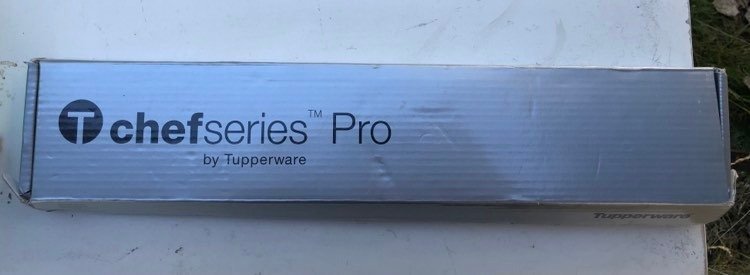 T chefseries™ Pro
by Tupperware
Tupperware